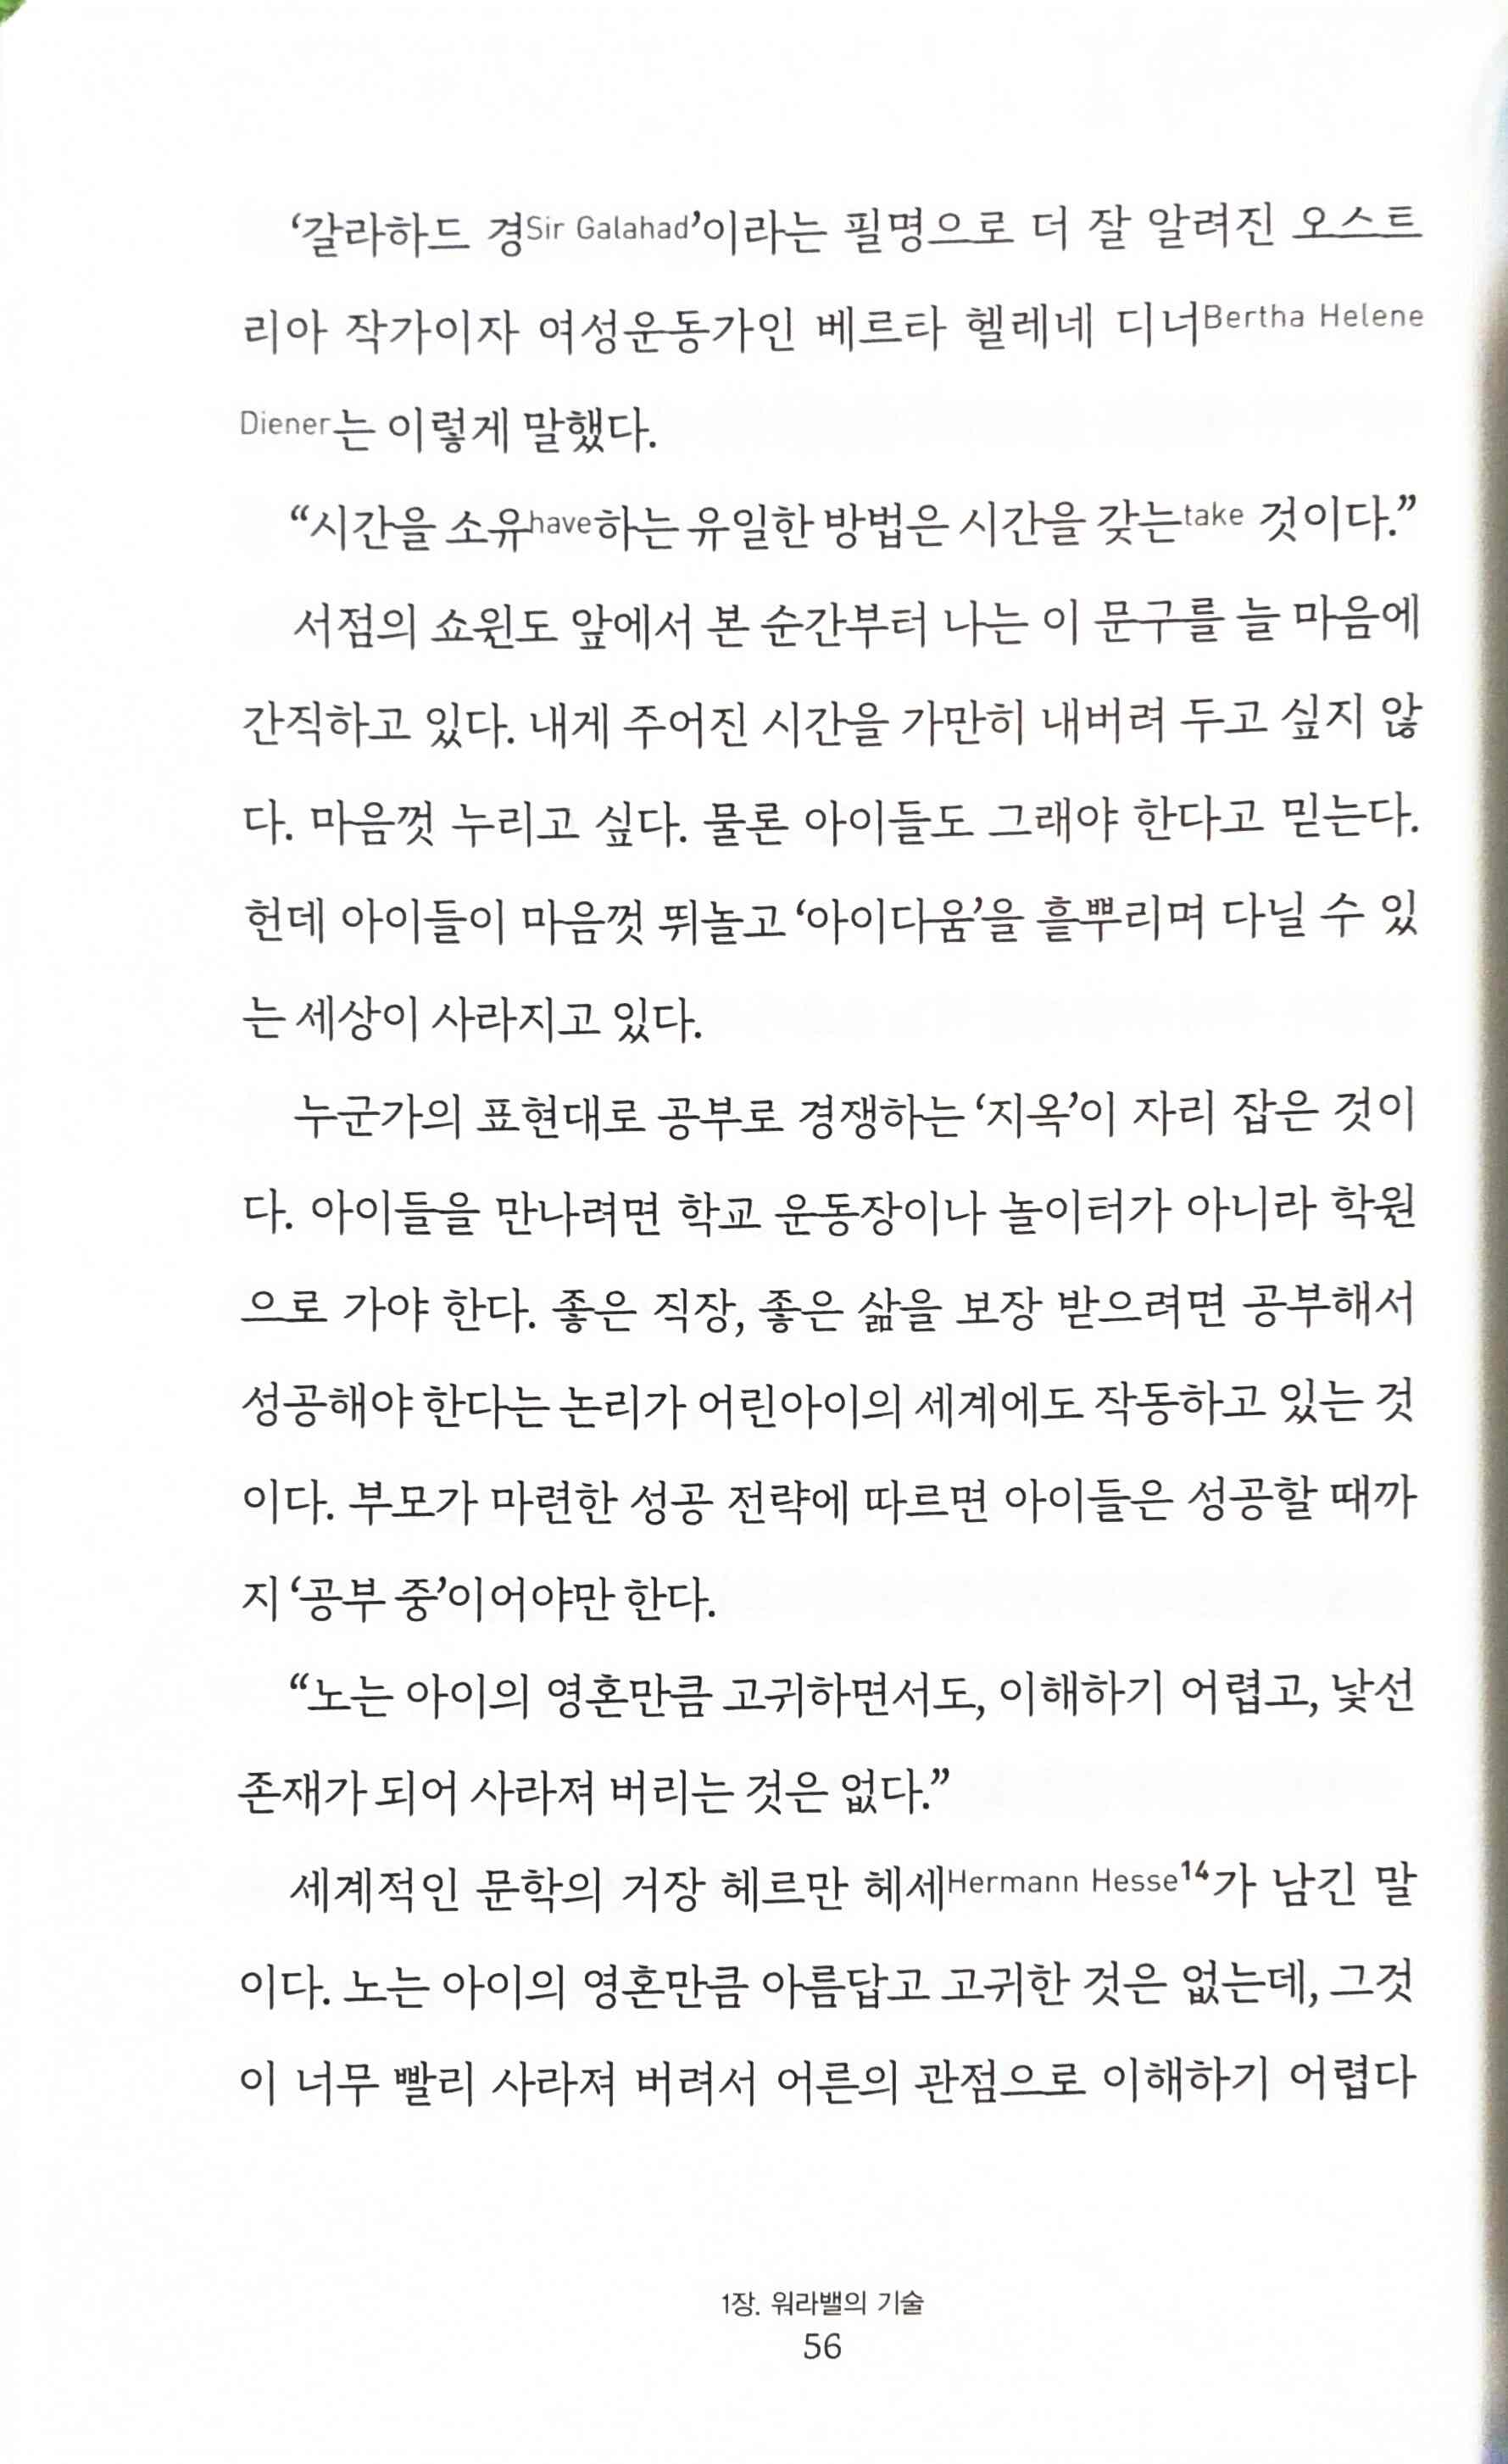 ‘갈라하드 경Sir Galahad’이라는 필명으로 더 잘 알려진 오스트
리아 작가이자 여성운동가인 베르타 헬레네 디너Bertha Helene
Diener는 이렇게 말했다.
“시간을 소유have하는 유일한 방법은 시간을 갖는take 것이다.”
서점의 쇼윈도 앞에서 본 순간부터 나는 이 문구를 늘 마음에
간직하고 있다. 내게 주어진 시간을 가만히 내버려 두고 싶지 않
다. 마음껏 누리고 싶다. 물론 아이들도 그래야 한다고 믿는다.
헌데 아이들이 마음껏 뛰놀고 ‘아이다움’을 흩뿌리며 다닐 수 있
는 세상이 사라지고 있다.
누군가의 표현대로 공부로 경쟁하는 ‘지옥’이 자리 잡은 것이
다. 아이들을 만나려면 학교 운동장이나 놀이터가 아니라 학원
으로 가야 한다. 좋은 직장, 좋은 삶을 보장 받으려면 공부해서
성공해야 한다는 논리가 어린아이의 세계에도 작동하고 있는 것
이다. 부모가 마련한 성공 전략에 따르면 아이들은 성공할 때까
지 ‘공부 중’이어야만 한다.
“노는 아이의 영혼만큼 고귀하면서도, 이해하기 어렵고, 낯선
존재가 되어 사라져 버리는 것은 없다.”
세계적인 문학의 거장 헤르만 헤세Hermann Hesse14가 남긴 말
이다. 노는 아이의 영혼만큼 아름답고 고귀한 것은 없는데, 그것
이 너무 빨리 사라져 버려서 어른의 관점으로 이해하기 어렵다
1장. 워라밸의 기술
56